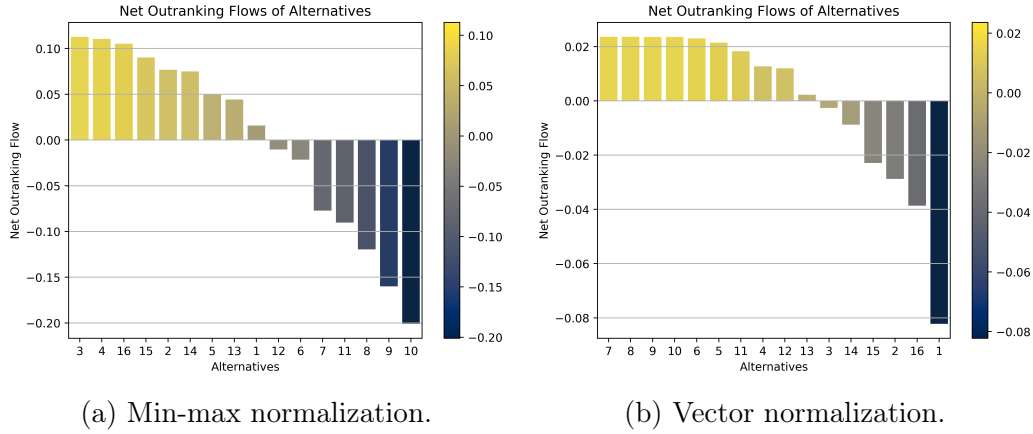 Net Outranking Flows of Alternatives
0.10
0.05
0.00
−0.05
−0.10
−0.15
−0.20
Net Outranking Flow
3 4 16 15 2 14 5 13 1 12 6 7 11 8 9 10
Alternatives
0.10
0.05
0.00
−0.05
−0.10
−0.15
−0.20
(a) Min-max normalization.
Net Outranking Flows of Alternatives
0.02
0.00
−0.02
−0.04
−0.06
−0.08
Net Outranking Flow
7 8 9 10 6 5 11 4 12 13 3 14 15 2 16 1
Alternatives
0.02
0.00
−0.02
−0.04
−0.06
−0.08
(b) Vector normalization.